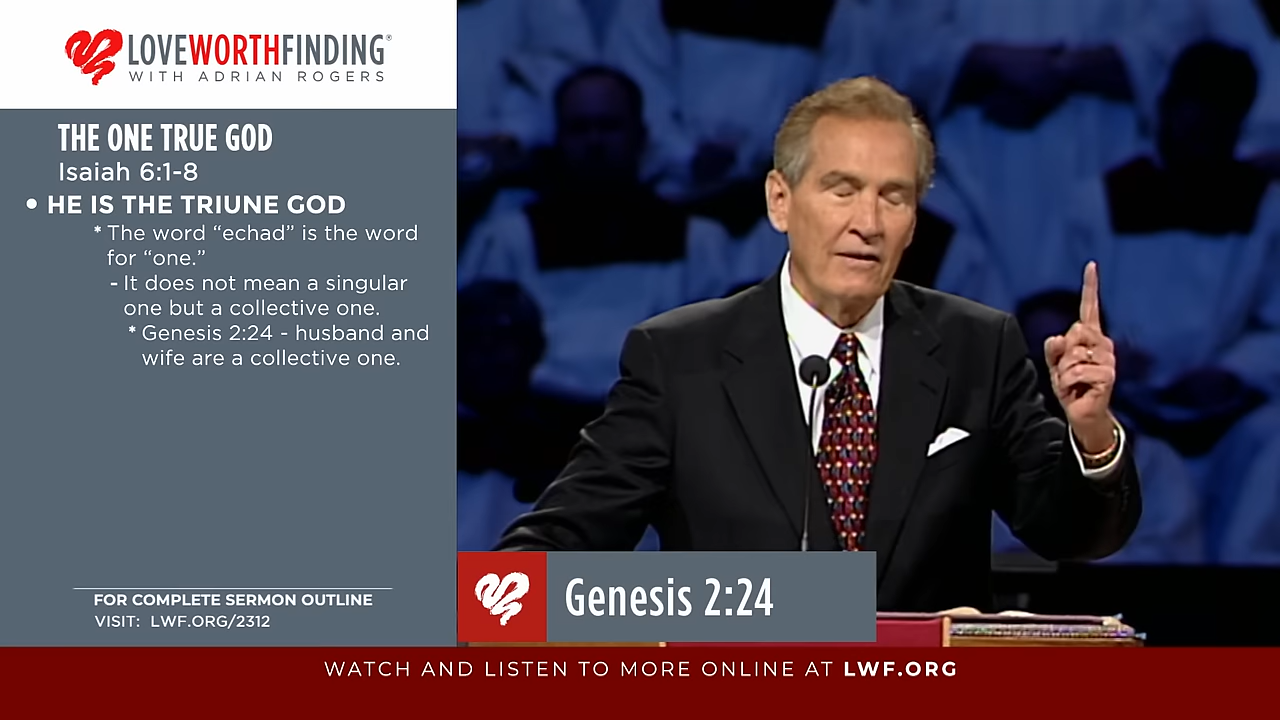 LOVEWORTHFINDING®
WITH ADRIAN ROGERS
THE ONE TRUE GOD
Isaiah 6:1-8
• HE IS THE TRIUNE GOD
* The word “echad” is the word
for “one.”
- It does not mean a singular
one but a collective one.
* Genesis 2:24 - husband and
wife are a collective one.
FOR COMPLETE SERMON OUTLINE
VISIT: LWF.ORG/2312
Genesis 2:24
WATCH AND LISTEN TO MORE ONLINE AT LWF.ORG